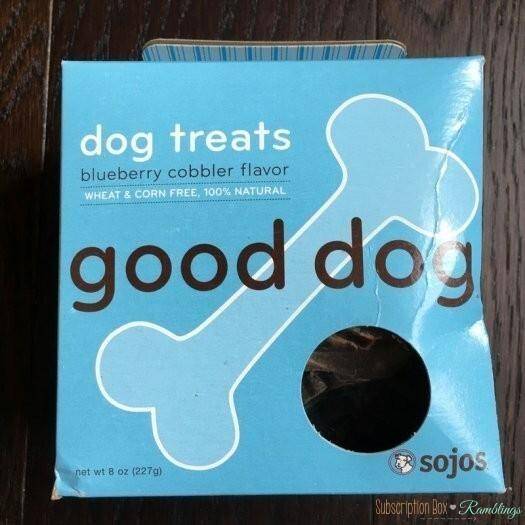 dog treats
blueberry cobbler flavor
WHEAT & CORN FREE, 100% NATURAL
good dog
net wt 8 oz (227g)
sojos
Subscription Box Ramblings